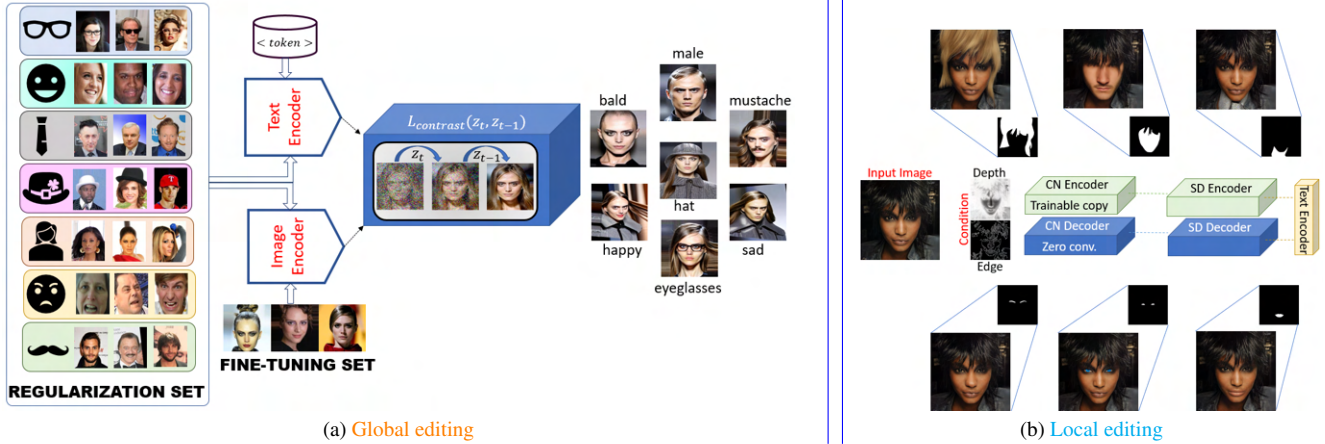 REGULARIZATION SET
< token >
Text
Encoder
Image
Encoder
FINE-TUNING SET
L_contrast(z_t, z_{t-1})
z_t
z_{t-1}
male
bald
mustache
hat
happy
sad
eyeglasses
(a) Global editing
Input Image
Condition
Depth
Edge
CN Encoder
Trainable copy
CN Decoder
Zero conv.
SD Encoder
SD Decoder
Text Encoder
(b) Local editing